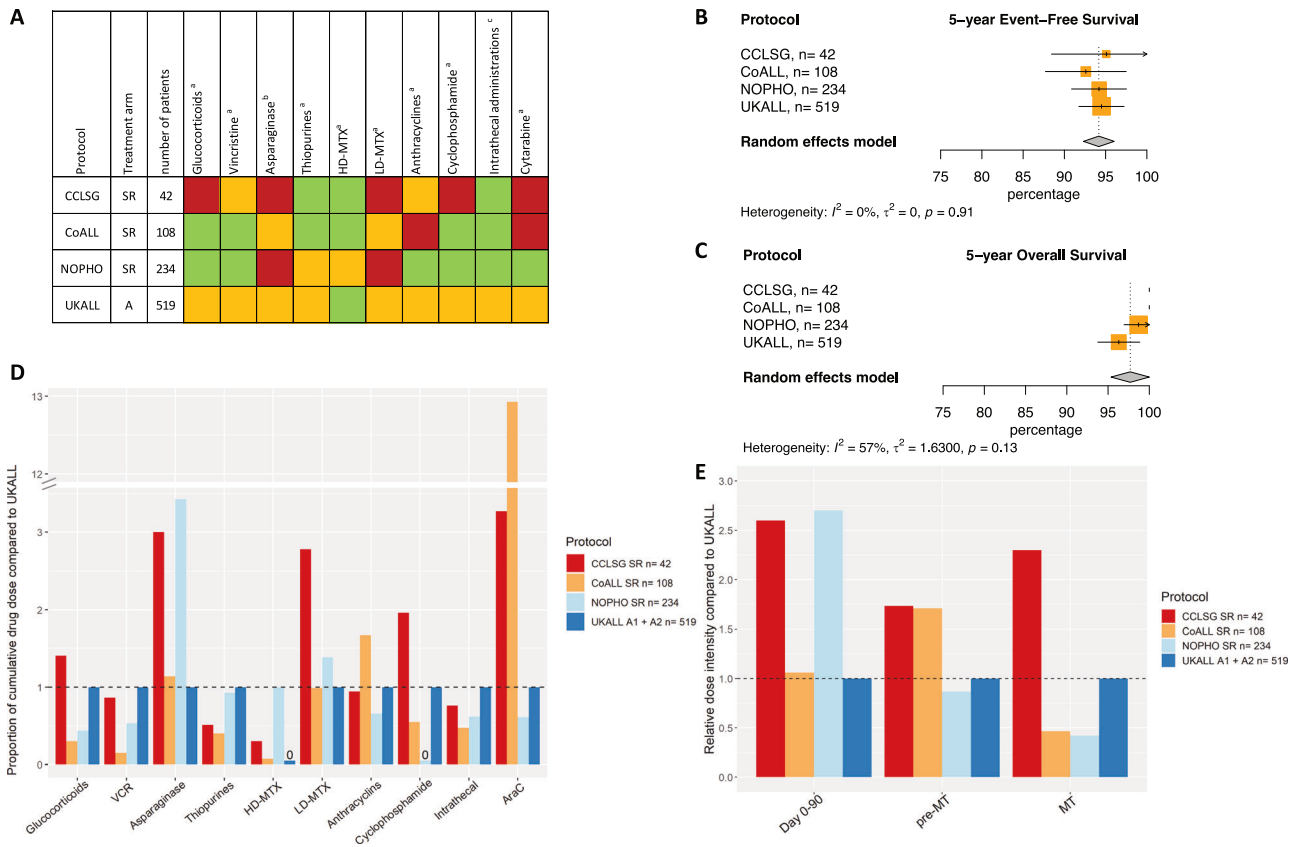 A
Protocol
Treatment arm
number of patients
Glucocorticoids a
Vincristine a
Asparaginase b
Thiopurines a
HD-MTX a
LD-MTX a
Anthracyclines a
Cyclophosphamide a
Intrathecal administrations c
Cytarabine a
CCLSG SR 42
CoALL SR 108
NOPHO SR 234
UKALL A 519
B
Protocol 5−year Event−Free Survival
CCLSG, n= 42
CoALL, n= 108
NOPHO, n= 234
UKALL, n= 519
Random effects model
75 80 85 90 95 100
percentage
Heterogeneity: I² = 0%, τ² = 0, p = 0.91
C
Protocol 5−year Overall Survival
CCLSG, n= 42
CoALL, n= 108
NOPHO, n= 234
UKALL, n= 519
Random effects model
75 80 85 90 95 100
percentage
Heterogeneity: I² = 57%, τ² = 1.6300, p = 0.13
D
Proportion of cumulative drug dose compared to UKALL
13
12
3
2
1
0
0
0
Glucocorticoids
VCR
Asparaginase
Thiopurines
HD-MTX
LD-MTX
Anthracyclins
Cyclophosphamide
Intrathecal
AraC
Protocol
CCLSG SR n= 42
CoALL SR n= 108
NOPHO SR n= 234
UKALL A1 + A2 n= 519
E
Relative dose intensity compared to UKALL
3.0
2.5
2.0
1.5
1.0
0.5
0.0
Day 0-90
pre-MT
MT
Protocol
CCLSG SR n= 42
CoALL SR n= 108
NOPHO SR n= 234
UKALL A1 + A2 n= 519